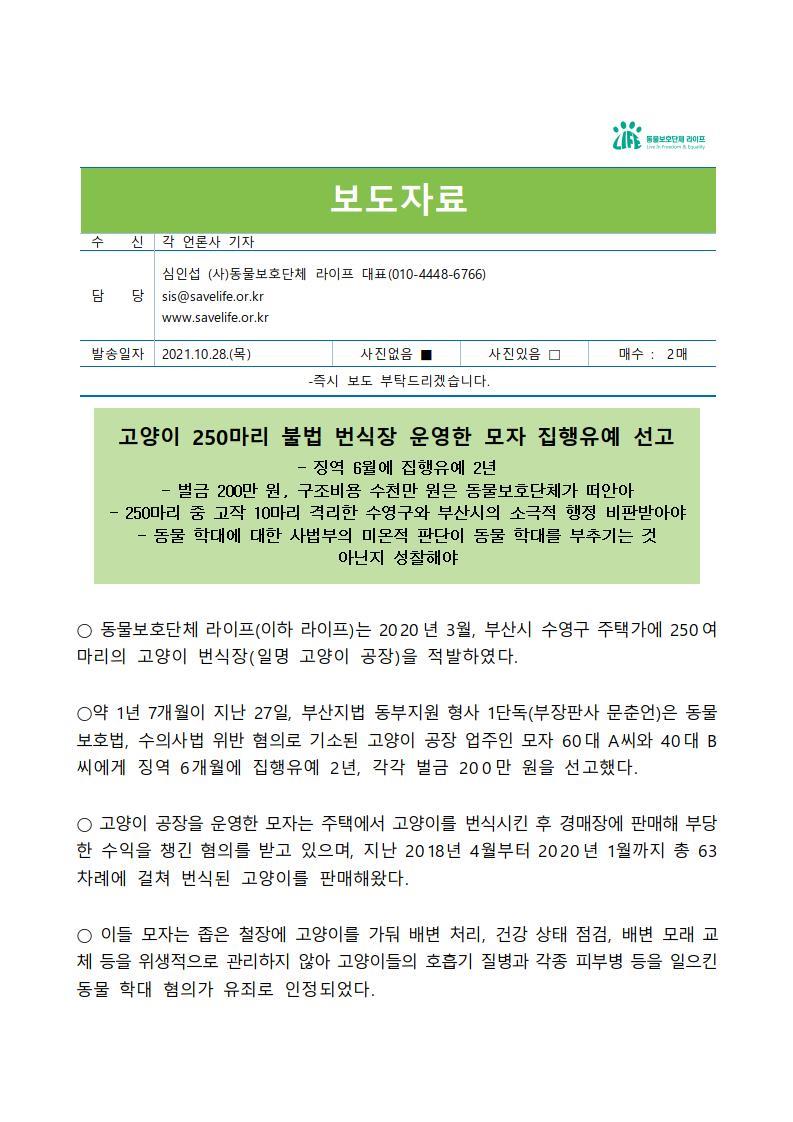 LIFE 동물보호단체 라이프
Live In Freedom & Equality
보도자료
수 신 각 언론사 기자
담 당 심인섭 (사)동물보호단체 라이프 대표(010-4448-6766)
sis@savelife.or.kr
www.savelife.or.kr
발송일자 2021.10.28.(목) 사진없음 ■ 사진있음 □ 매수 : 2매
-즉시 보도 부탁드리겠습니다.
고양이 250마리 불법 번식장 운영한 모자 집행유예 선고
- 징역 6월에 집행유예 2년
- 벌금 200만 원, 구조비용 수천만 원은 동물보호단체가 떠안아
- 250마리 중 고작 10마리 격리한 수영구와 부산시의 소극적 행정 비판받아야
- 동물 학대에 대한 사법부의 미온적 판단이 동물 학대를 부추기는 것
아닌지 성찰해야
○ 동물보호단체 라이프(이하 라이프)는 2020년 3월, 부산시 수영구 주택가에 250여
마리의 고양이 번식장(일명 고양이 공장)을 적발하였다.
○약 1년 7개월이 지난 27일, 부산지법 동부지원 형사 1단독(부장판사 문춘언)은 동물
보호법, 수의사법 위반 혐의로 기소된 고양이 공장 업주인 모자 60대 A씨와 40대 B
씨에게 징역 6개월에 집행유예 2년, 각각 벌금 200만 원을 선고했다.
○ 고양이 공장을 운영한 모자는 주택에서 고양이를 번식시킨 후 경매장에 판매해 부당
한 수익을 챙긴 혐의를 받고 있으며, 지난 2018년 4월부터 2020년 1월까지 총 63
차례에 걸쳐 번식된 고양이를 판매해왔다.
○ 이들 모자는 좁은 철장에 고양이를 가둬 배변 처리, 건강 상태 점검, 배변 모래 교
체 등을 위생적으로 관리하지 않아 고양이들의 호흡기 질병과 각종 피부병 등을 일으킨
동물 학대 혐의가 유죄로 인정되었다.